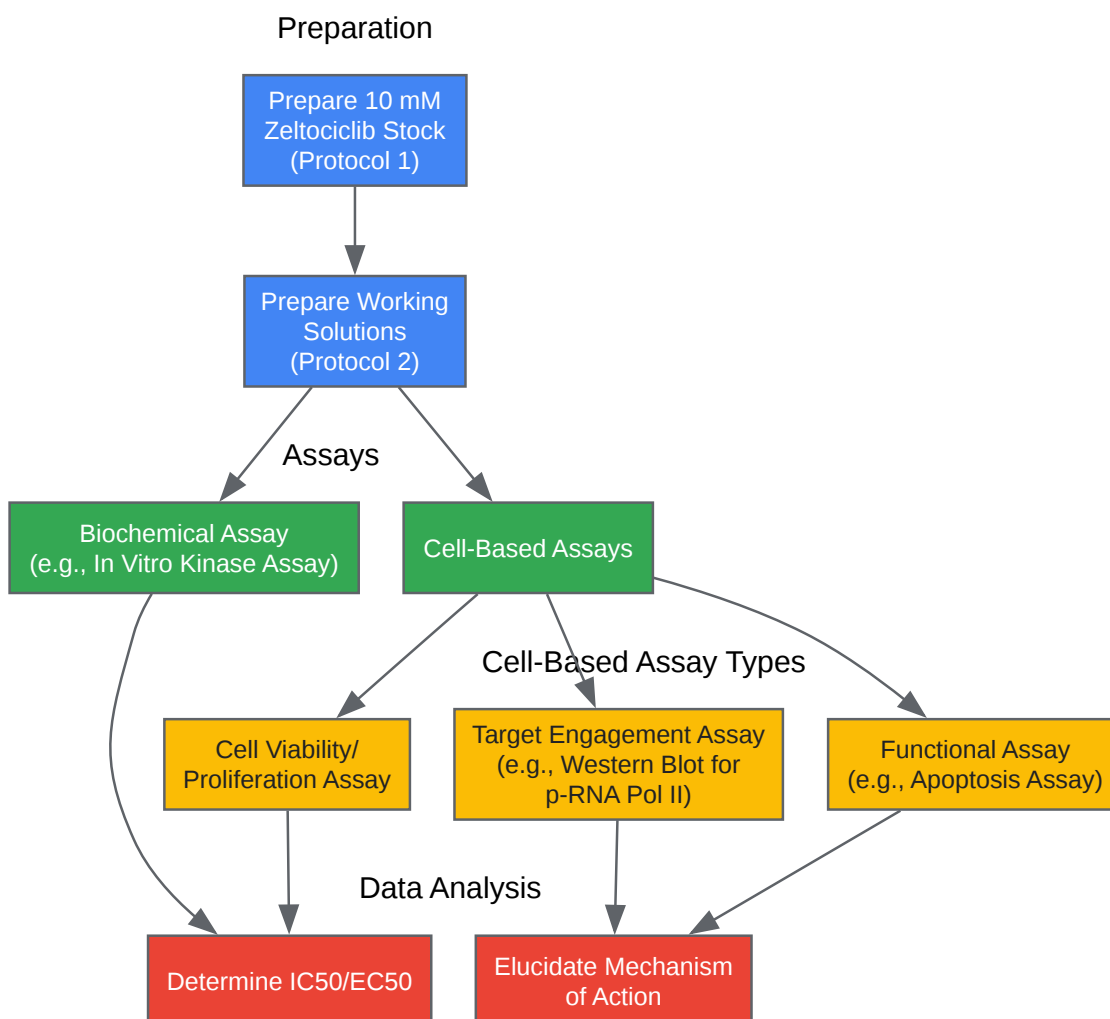 Preparation
Prepare 10 mM
Zeltociclib Stock
(Protocol 1)
Prepare Working
Solutions
(Protocol 2)
Assays
Biochemical Assay
(e.g., In Vitro Kinase Assay)
Cell-Based Assays
Cell-Based Assay Types
Cell Viability/
Proliferation Assay
Target Engagement Assay
(e.g., Western Blot for
p-RNA Pol II)
Functional Assay
(e.g., Apoptosis Assay)
Data Analysis
Determine IC50/EC50
Elucidate Mechanism
of Action